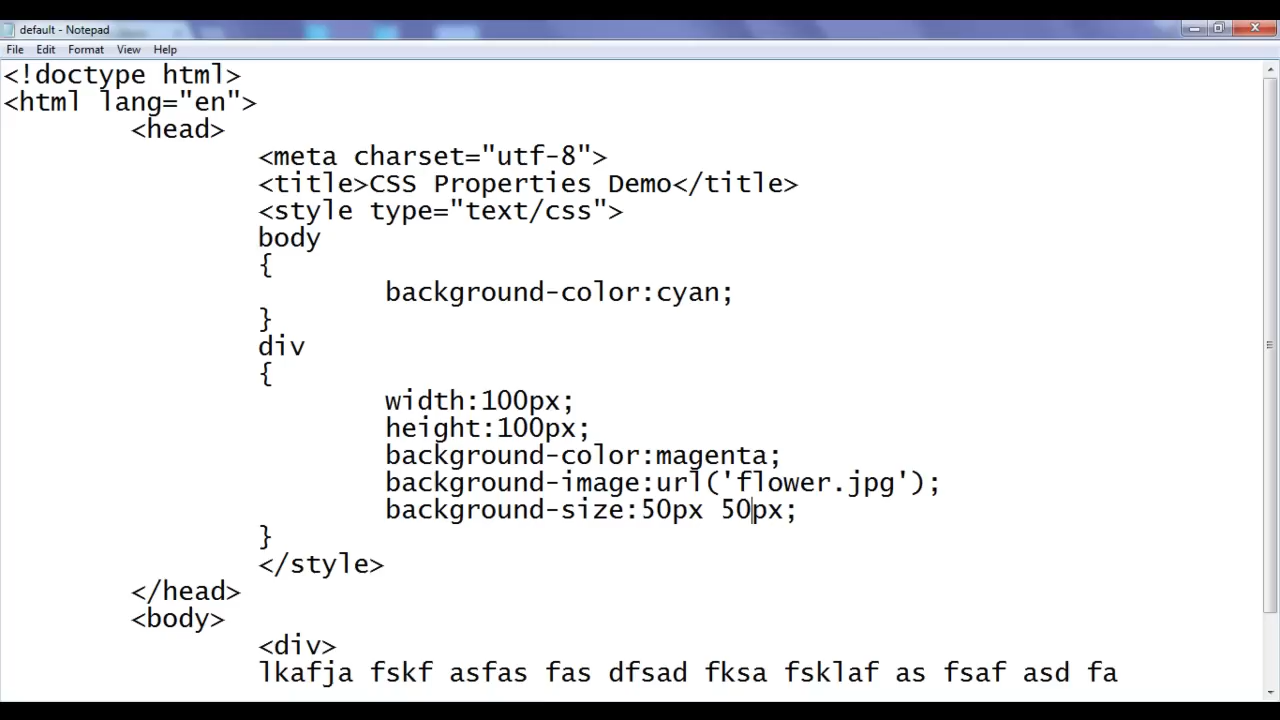 default - Notepad
File Edit Format View Help
<!doctype html>
<html lang="en">
<head>
<meta charset="utf-8">
<title>CSS Properties Demo</title>
<style type="text/css">
body
{
background-color:cyan;
}
div
{
width:100px;
height:100px;
background-color:magenta;
background-image:url('flower.jpg');
background-size:50px 50px;
}
</style>
</head>
<body>
<div>
lkafja fskf asfas fas dfsad fksa fsklaf as fsaf asd fa